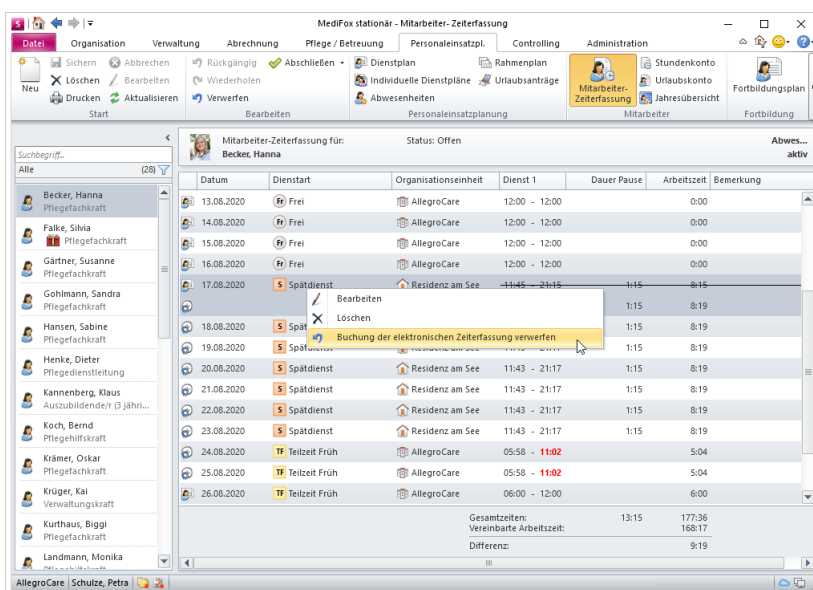 MediFox stationär - Mitarbeiter- Zeiterfassung
Datei Organisation Verwaltung Abrechnung Pflege / Betreuung Personaleinsatzpl. Controlling Administration
Neu
Sichern Abbrechen
Löschen Bearbeiten
Drucken Aktualisieren
Start
Rückgängig Abschließen
Wiederholen
Verwerfen
Bearbeiten
Dienstplan Rahmenplan
Individuelle Dienstpläne Urlaubsanträge
Abwesenheiten
Personaleinsatzplanung
Mitarbeiter-
Zeiterfassung
Stundenkonto
Urlaubskonto
Jahresübersicht
Mitarbeiter
Fortbildungsplan
Fortbildung
Suchbegriff...
Alle (28)
Becker, Hanna
Pflegefachkraft
Falke, Silvia
Pflegefachkraft
Gärtner, Susanne
Pflegefachkraft
Gohlmann, Sandra
Pflegefachkraft
Hansen, Sabine
Pflegefachkraft
Henke, Dieter
Pflegedienstleitung
Kannenberg, Klaus
Auszubildende/r (3 jähri...
Koch, Bernd
Pflegehilfskraft
Krämer, Oskar
Pflegefachkraft
Krüger, Kai
Verwaltungskraft
Kurthaus, Biggi
Pflegefachkraft
Landmann, Monika
Mitarbeiter-Zeiterfassung für: Status: Offen Abwes...
Becker, Hanna aktiv
Datum Dienstart Organisationseinheit Dienst 1 Dauer Pause Arbeitszeit Bemerkung
13.08.2020 Fr Frei AllegroCare 12:00 - 12:00 0:00
14.08.2020 Fr Frei AllegroCare 12:00 - 12:00 0:00
15.08.2020 Fr Frei AllegroCare 12:00 - 12:00 0:00
16.08.2020 Fr Frei AllegroCare 12:00 - 12:00 0:00
17.08.2020 S Spätdienst Residenz am See 11:45 - 21:15 1:15 8:15
1:15 8:19
Bearbeiten
Löschen
Buchung der elektronischen Zeiterfassung verwerfen
18.08.2020 S Spät 1:15 8:19
19.08.2020 S Spätdienst Residenz am See 11:43 - 21:17 1:15 8:19
20.08.2020 S Spätdienst Residenz am See 11:43 - 21:17 1:15 8:19
21.08.2020 S Spätdienst Residenz am See 11:43 - 21:17 1:15 8:19
22.08.2020 S Spätdienst Residenz am See 11:43 - 21:17 1:15 8:19
23.08.2020 S Spätdienst Residenz am See 11:43 - 21:17 1:15 8:19
24.08.2020 TF Teilzeit Früh AllegroCare 05:58 - 11:02 5:04
25.08.2020 TF Teilzeit Früh AllegroCare 05:58 - 11:02 5:04
26.08.2020 TF Teilzeit Früh AllegroCare 06:00 - 12:00 6:00
Gesamtzeiten: 13:15 177:36
Vereinbarte Arbeitszeit: 168:17
Differenz: 9:19
AllegroCare Schulze, Petra